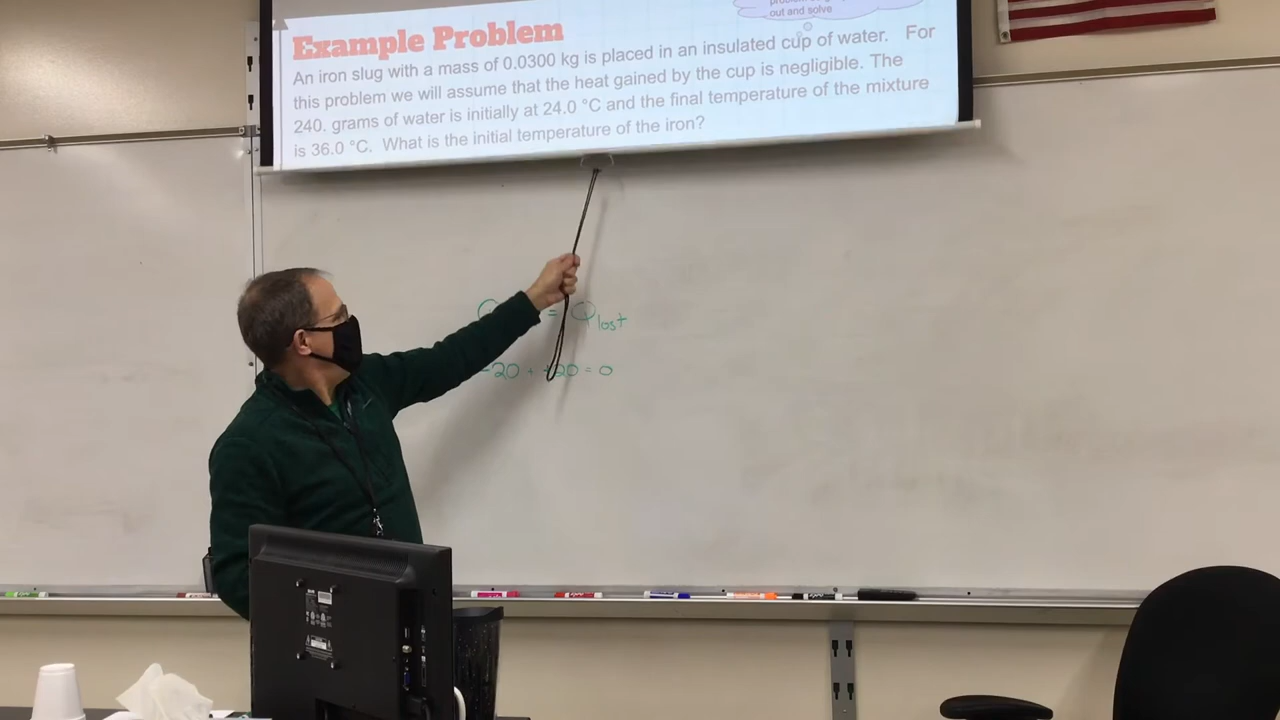 out and solve
Example Problem
An iron slug with a mass of 0.0300 kg is placed in an insulated cup of water. For
this problem we will assume that the heat gained by the cup is negligible. The
240. grams of water is initially at 24.0 °C and the final temperature of the mixture
is 36.0 °C. What is the initial temperature of the iron?
= Qlost
-20 + +20 = 0